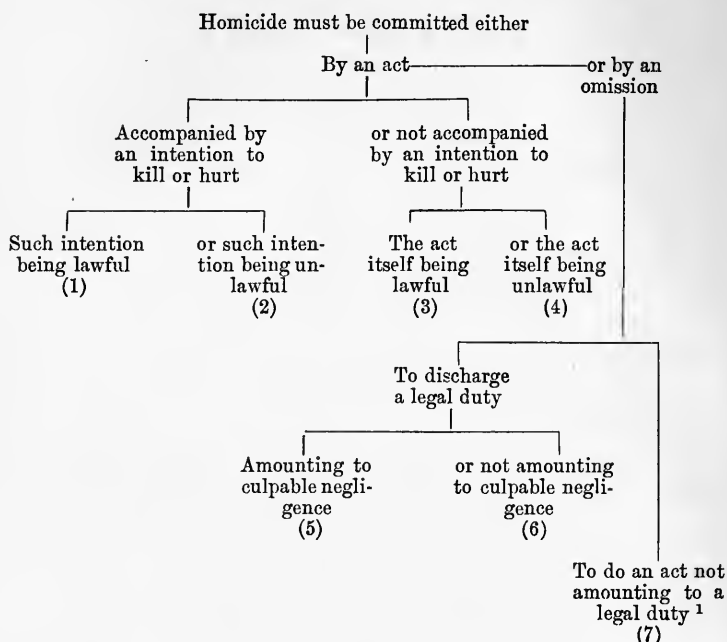 Homicide must be committed either
By an act
or by an
omission
Accompanied by
an intention to
kill or hurt
or not accompanied
by an intention to
kill or hurt
Such intention
being lawful
(1)
or such inten-
tion being un-
lawful
(2)
The act
itself being
lawful
(3)
or the act
itself being
unlawful
(4)
To discharge
a legal duty
Amounting to
culpable negli-
gence
(5)
or not amounting
to culpable negli-
gence
(6)
To do an act not
amounting to a
legal duty 1
(7)